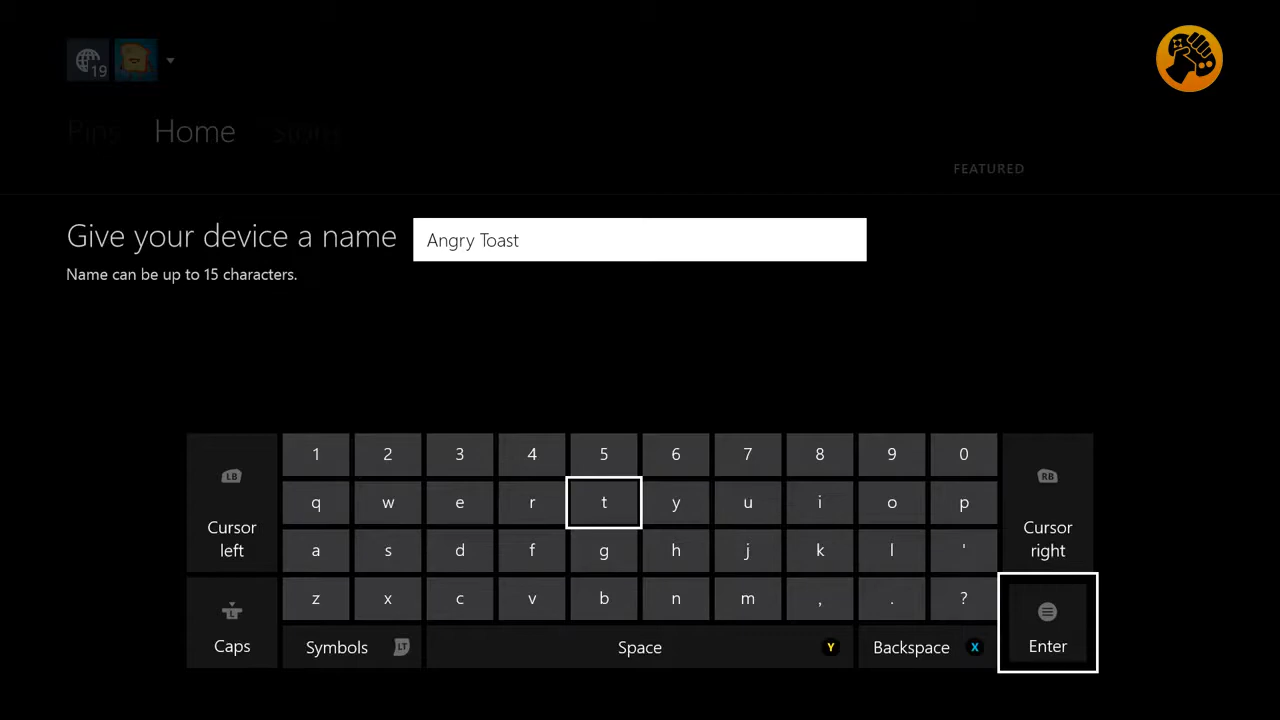 19
Pins Home Store
FEATURED
Give your device a name
Angry Toast
Name can be up to 15 characters.
LB
Cursor left
1 2 3 4 5 6 7 8 9 0
q w e r t y u i o p
a s d f g h j k l '
z x c v b n m , . ?
RB
Cursor right
L
Caps
Symbols LT
Space Y
Backspace X
Enter